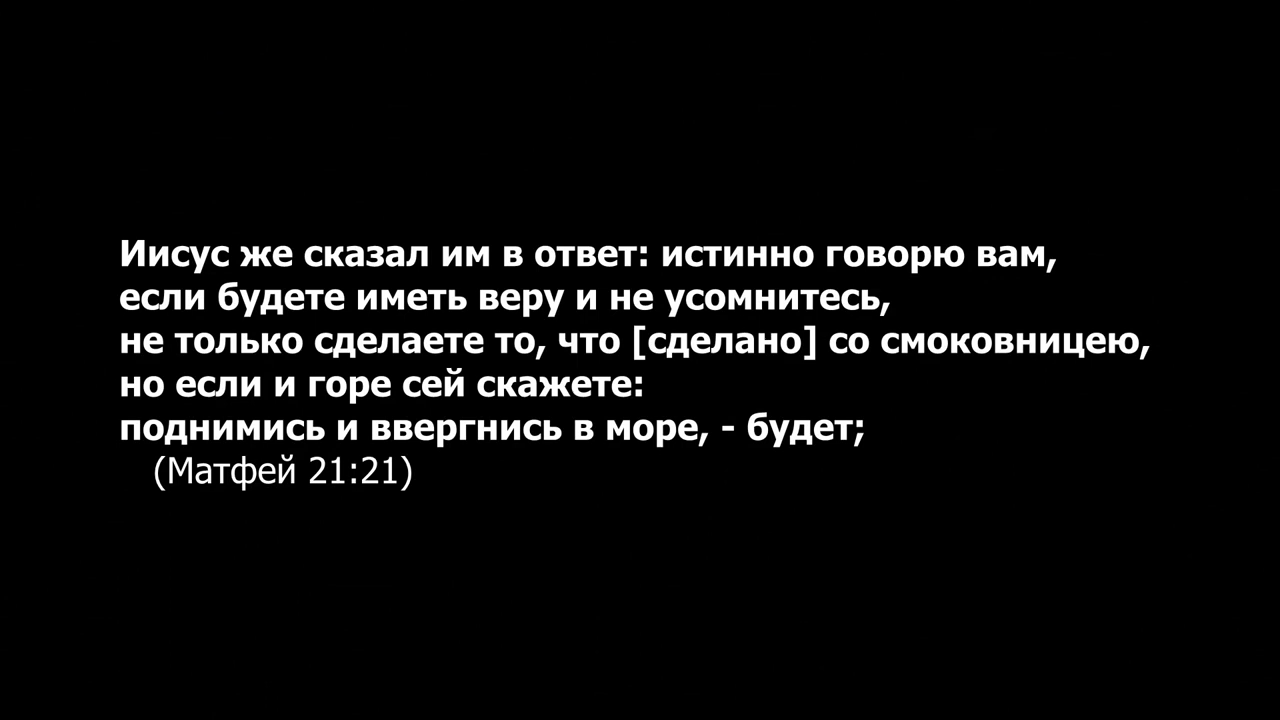 Иисус же сказал им в ответ: истинно говорю вам,
если будете иметь веру и не усомнитесь,
не только сделаете то, что [сделано] со смоковницею,
но если и горе сей скажете:
поднимись и ввергнись в море, - будет;
(Матфей 21:21)